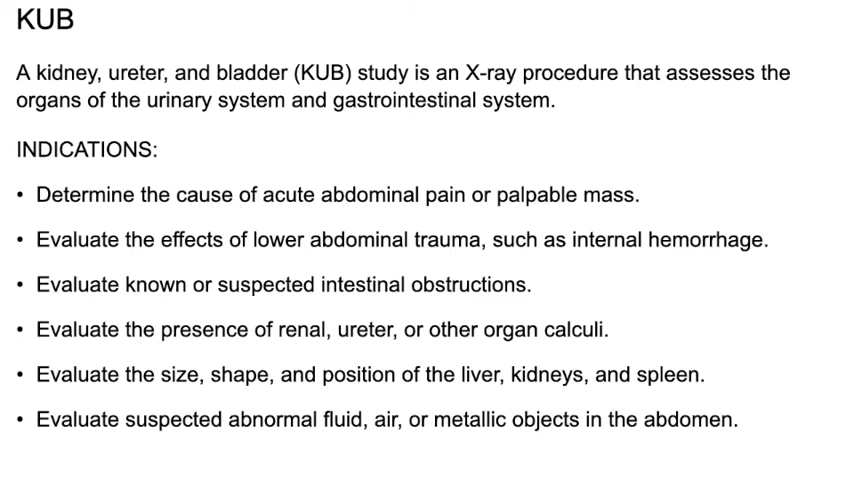 KUB
A kidney, ureter, and bladder (KUB) study is an X-ray procedure that assesses the
organs of the urinary system and gastrointestinal system.
INDICATIONS:
• Determine the cause of acute abdominal pain or palpable mass.
• Evaluate the effects of lower abdominal trauma, such as internal hemorrhage.
• Evaluate known or suspected intestinal obstructions.
• Evaluate the presence of renal, ureter, or other organ calculi.
• Evaluate the size, shape, and position of the liver, kidneys, and spleen.
• Evaluate suspected abnormal fluid, air, or metallic objects in the abdomen.